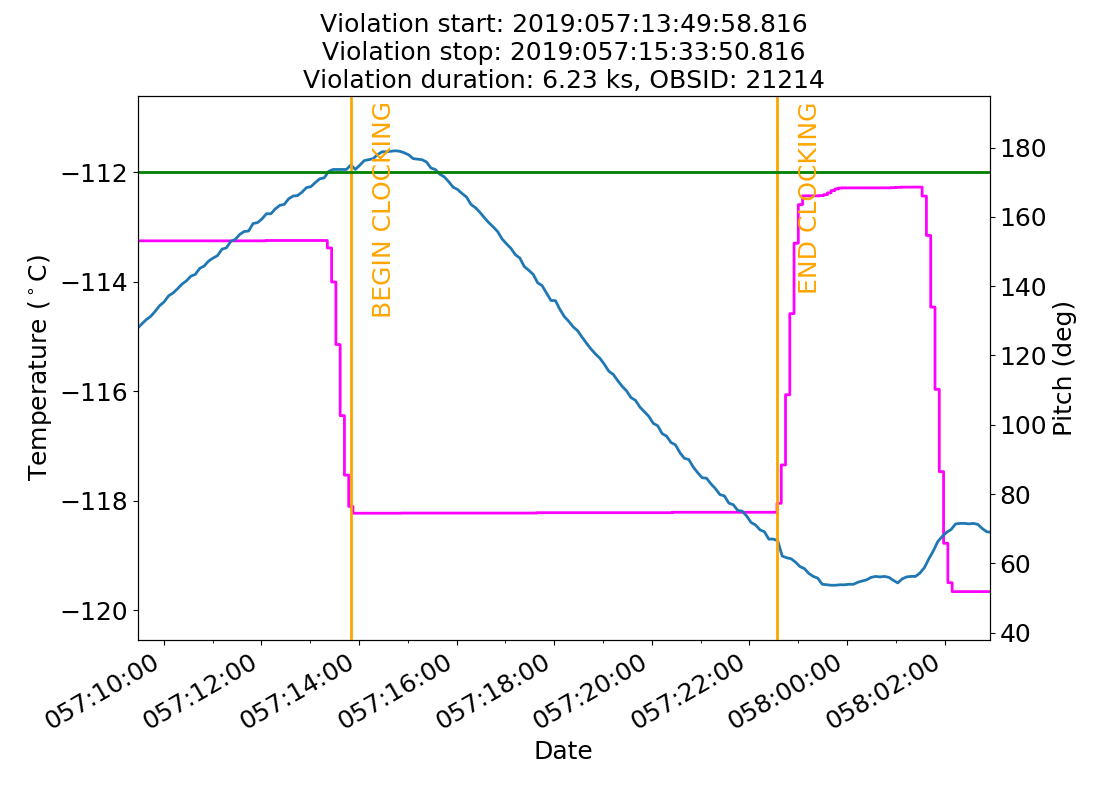 Violation start: 2019:057:13:49:58.816
Violation stop: 2019:057:15:33:50.816
Violation duration: 6.23 ks, OBSID: 21214
BEGIN CLOCKING
END CLOCKING
Temperature (°C)
−112
−114
−116
−118
−120
Pitch (deg)
180
160
140
120
100
80
60
40
057:10:00
057:12:00
057:14:00
057:16:00
057:18:00
057:20:00
057:22:00
058:00:00
058:02:00
Date